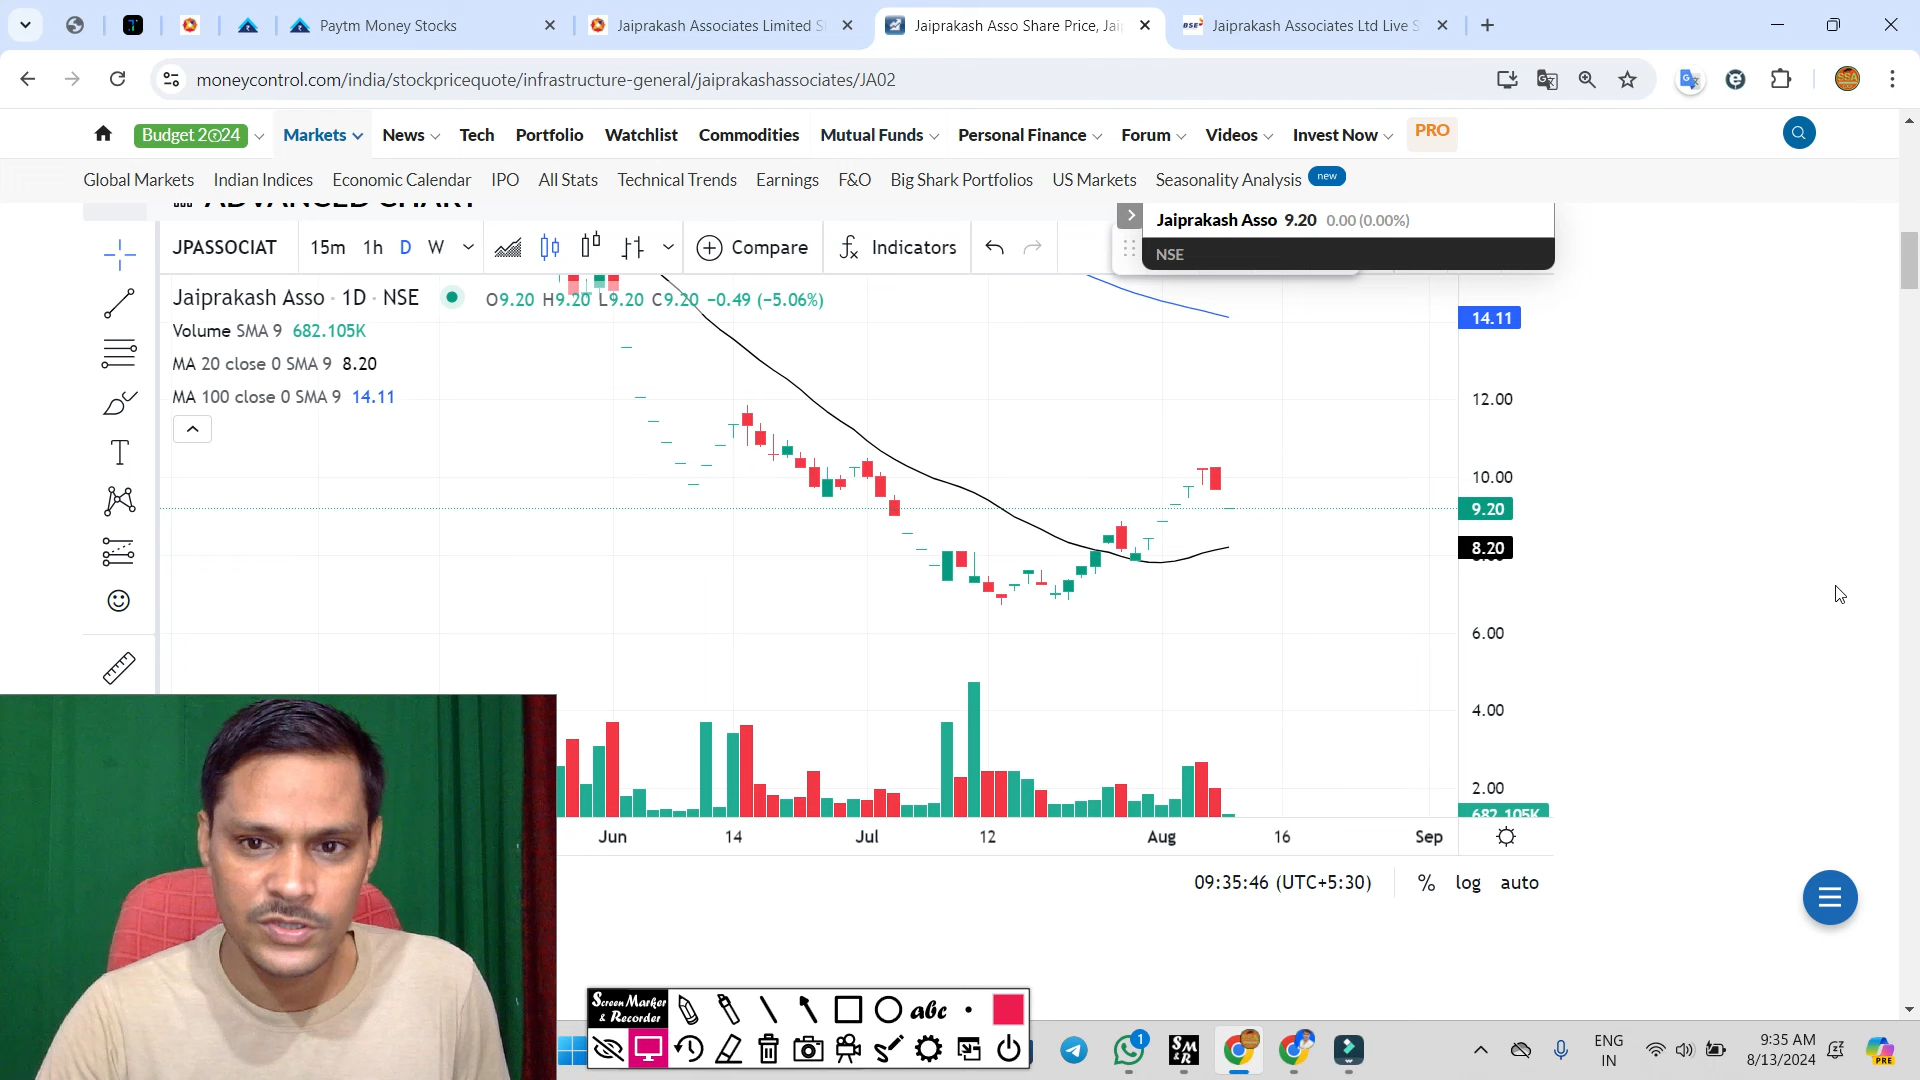 Paytm Money Stocks
Jaiprakash Associates Limited S
Jaiprakash Asso Share Price, Jai
BSE
Jaiprakash Associates Ltd Live S
moneycontrol.com/india/stockpricequote/infrastructure-general/jaiprakashassociates/JA02
SSA
Budget 2024
Markets
News
Tech
Portfolio
Watchlist
Commodities
Mutual Funds
Personal Finance
Forum
Videos
Invest Now
PRO
Global Markets
Indian Indices
Economic Calendar
IPO
All Stats
Technical Trends
Earnings
F&O
Big Shark Portfolios
US Markets
Seasonality Analysis
new
ADVANCED CHART
Jaiprakash Asso 9.20 0.00 (0.00%)
NSE
JPASSOCIAT
15m
1h
D
W
Compare
Indicators
Jaiprakash Asso · 1D · NSE
O9.20 H9.20 L9.20 C9.20 −0.49 (−5.06%)
Volume SMA 9 682.105K
MA 20 close 0 SMA 9 8.20
MA 100 close 0 SMA 9 14.11
14.11
12.00
10.00
9.20
8.20
6.00
4.00
2.00
682.105K
Jun
14
Jul
12
Aug
16
Sep
09:35:46 (UTC+5:30)
%
log
auto
Screen Marker
& Recorder
abc
1
S
M
&R
ENG
IN
9:35 AM
8/13/2024
PRE